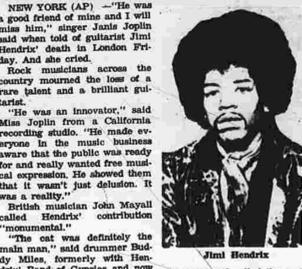 NEW YORK (AP) —"He was
a good friend of mine and I will
miss him," singer Janis Joplin
said when told of guitarist Jimi
Hendrix' death in London Fri-
day. And she cried.
Rock musicians across the
country mourned the loss of a
rare talent and a brilliant gui-
tarist.
"He was an innovator," said
Miss Joplin from a California
recording studio. "He made ev-
eryone in the music business
aware that the public was ready
for and really wanted free musi-
cal expression. He showed them
that it wasn't just delusion. It
was a reality."
British musician John Mayall
called Hendrix' contribution
"monumental."
"The cat was definitely the
main man," said drummer Bud-
dy Miles, formerly with Hen-
drix' Band of Gypsies and now
Jimi Hendrix